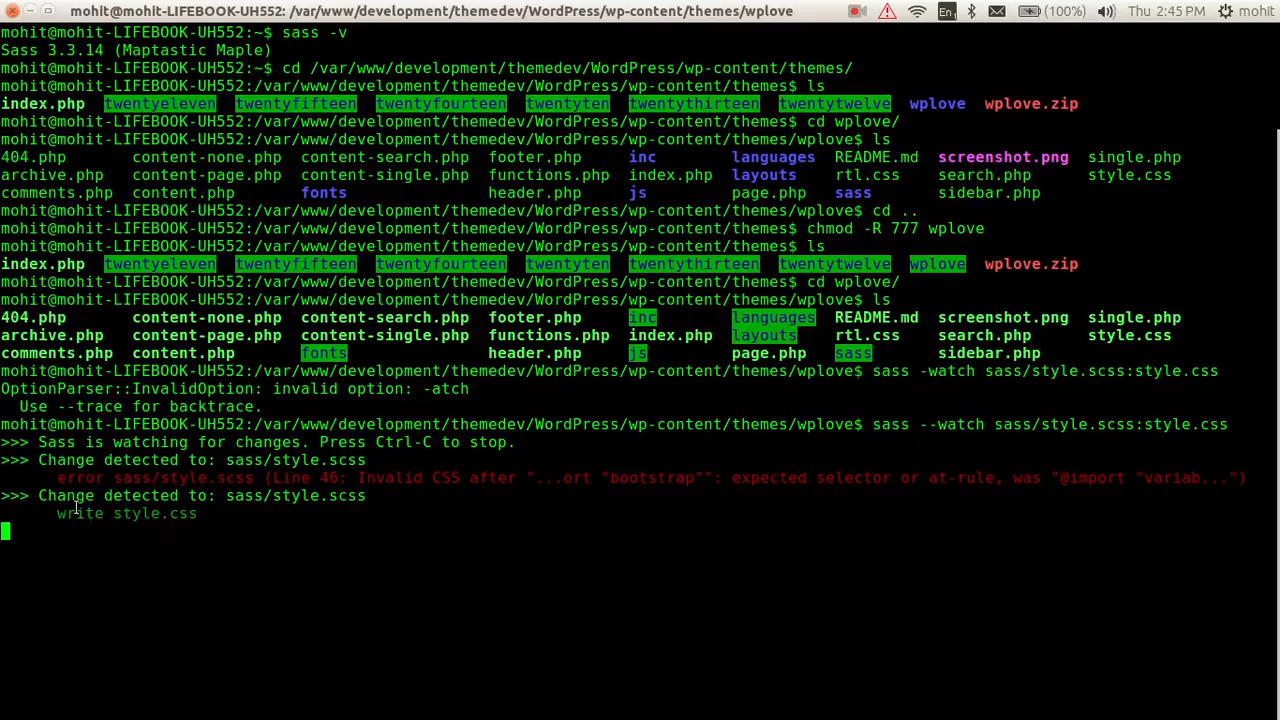 mohit@mohit-LIFEBOOK-UH552: /var/www/development/themedev/WordPress/wp-content/themes/wplove En1 (100%) Thu 2:45 PM mohit
mohit@mohit-LIFEBOOK-UH552:~$ sass -v
Sass 3.3.14 (Maptastic Maple)
mohit@mohit-LIFEBOOK-UH552:~$ cd /var/www/development/themedev/WordPress/wp-content/themes/
mohit@mohit-LIFEBOOK-UH552:/var/www/development/themedev/WordPress/wp-content/themes$ ls
index.php twentyeleven twentyfifteen twentyfourteen twentyten twentythirteen twentytwelve wplove wplove.zip
mohit@mohit-LIFEBOOK-UH552:/var/www/development/themedev/WordPress/wp-content/themes$ cd wplove/
mohit@mohit-LIFEBOOK-UH552:/var/www/development/themedev/WordPress/wp-content/themes/wplove$ ls
404.php content-none.php content-search.php footer.php inc languages README.md screenshot.png single.php
archive.php content-page.php content-single.php functions.php index.php layouts rtl.css search.php style.css
comments.php content.php fonts header.php js page.php sass sidebar.php
mohit@mohit-LIFEBOOK-UH552:/var/www/development/themedev/WordPress/wp-content/themes/wplove$ cd ..
mohit@mohit-LIFEBOOK-UH552:/var/www/development/themedev/WordPress/wp-content/themes$ chmod -R 777 wplove
mohit@mohit-LIFEBOOK-UH552:/var/www/development/themedev/WordPress/wp-content/themes$ ls
index.php twentyeleven twentyfifteen twentyfourteen twentyten twentythirteen twentytwelve wplove wplove.zip
mohit@mohit-LIFEBOOK-UH552:/var/www/development/themedev/WordPress/wp-content/themes$ cd wplove/
mohit@mohit-LIFEBOOK-UH552:/var/www/development/themedev/WordPress/wp-content/themes/wplove$ ls
404.php content-none.php content-search.php footer.php inc languages README.md screenshot.png single.php
archive.php content-page.php content-single.php functions.php index.php layouts rtl.css search.php style.css
comments.php content.php fonts header.php js page.php sass sidebar.php
mohit@mohit-LIFEBOOK-UH552:/var/www/development/themedev/WordPress/wp-content/themes/wplove$ sass -watch sass/style.scss:style.css
OptionParser::InvalidOption: invalid option: -atch
Use --trace for backtrace.
mohit@mohit-LIFEBOOK-UH552:/var/www/development/themedev/WordPress/wp-content/themes/wplove$ sass --watch sass/style.scss:style.css
>>> Sass is watching for changes. Press Ctrl-C to stop.
>>> Change detected to: sass/style.scss
error sass/style.scss (Line 46: Invalid CSS after "...ort "bootstrap"": expected selector or at-rule, was "@import "variab...")
>>> Change detected to: sass/style.scss
write style.css